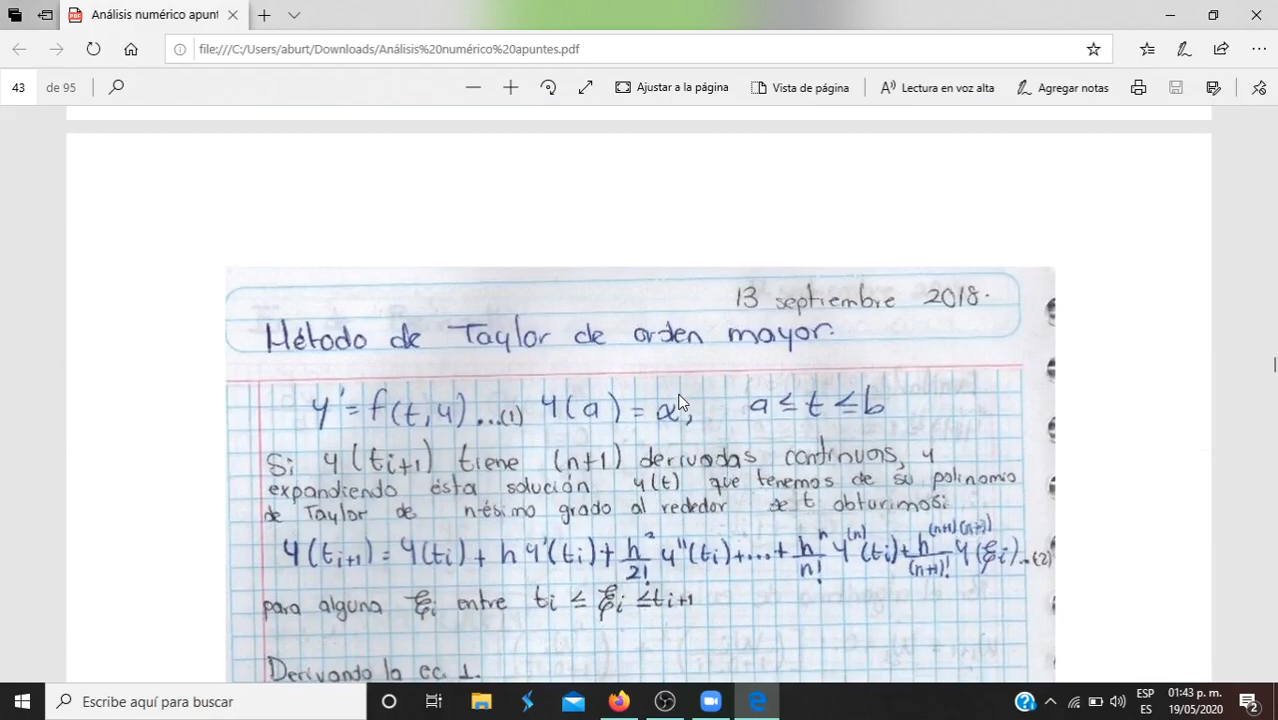 Análisis numérico apunt
file:///C:/Users/aburt/Downloads/Análisis%20numérico%20apuntes.pdf
43 de 95 Ajustar a la página Vista de página Lectura en voz alta Agregar notas
13 septiembre 2018.
Método de Taylor de orden mayor.
y' = f(t,y) ...(1) y(a) = α, a ≤ t ≤ b
Si y(ti+1) tiene (n+1) derivadas continuas, y
expandiendo ésta solución y(t) que tenemos de su polinomio
de Taylor de n-ésimo grado al rededor de t obturimos:
y(ti+1) = y(ti) + h y'(ti) + h²/2! y''(ti) + ... + hⁿ/n! y⁽ⁿ⁾(ti) + h⁽ⁿ⁺¹⁾/(n+1)! y⁽ⁿ⁺¹⁾(ξi) ...(2)
para alguna ξi entre ti ≤ ξi ≤ ti+1
Derivando la ec. 1.
Escribe aquí para buscar
ESP 01:43 p. m.
ES 19/05/2020 2